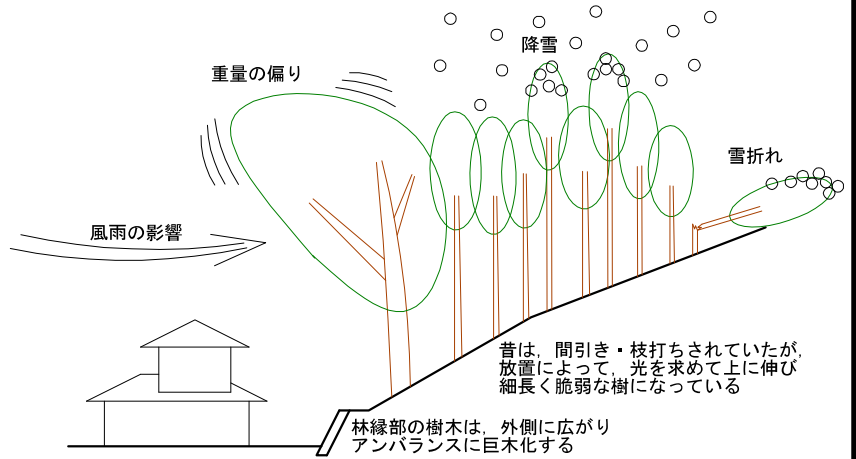 降雪
重量の偏り
雪折れ
風雨の影響
昔は，間引き・枝打ちされていたが，
放置によって，光を求めて上に伸び
細長く脆弱な樹になっている
林縁部の樹木は，外側に広がり
アンバランスに巨木化する